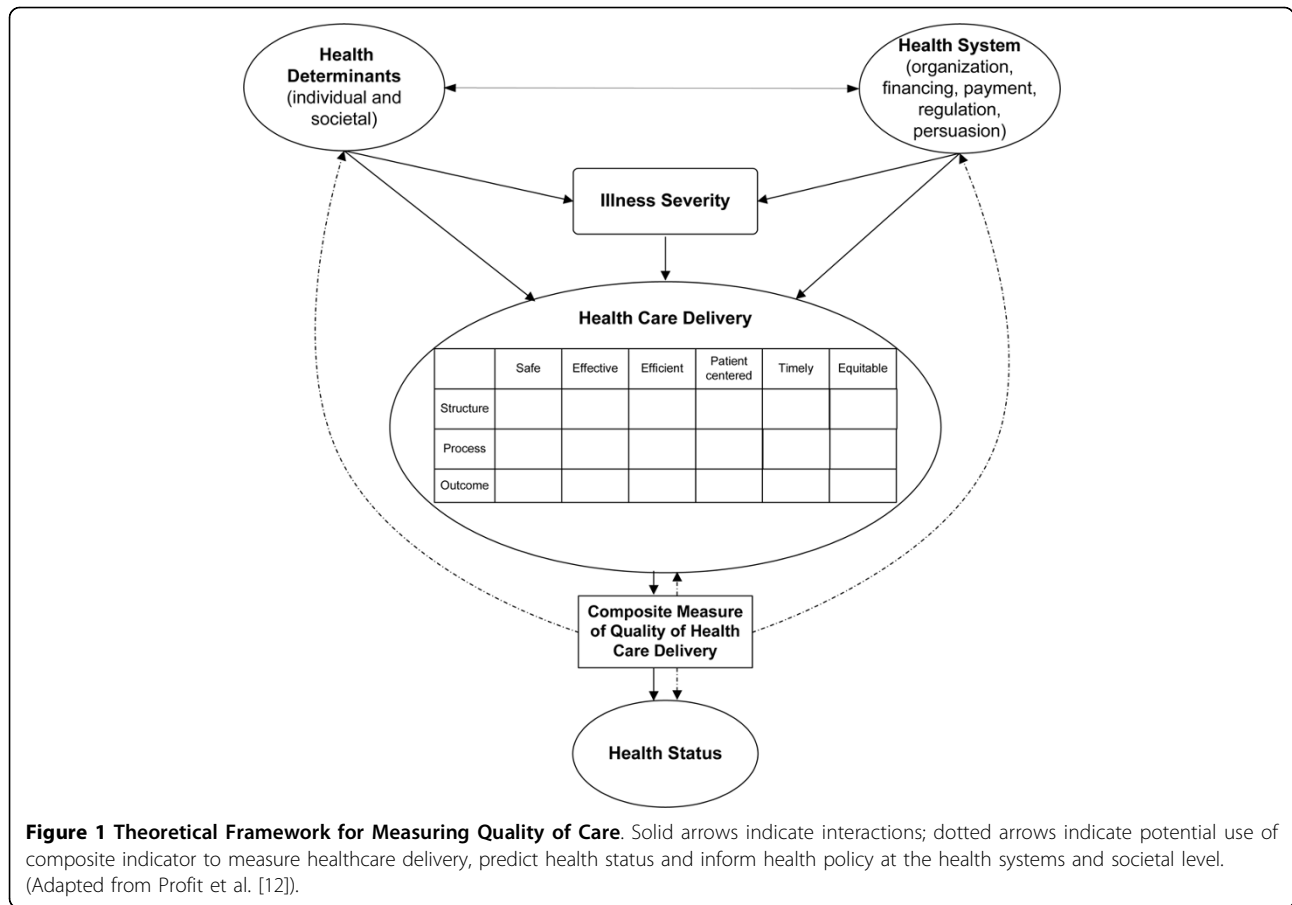 Health
Determinants
(individual and
societal)
Health System
(organization,
financing, payment,
regulation,
persuasion)
Illness Severity
Health Care Delivery
Safe Effective Efficient Patient centered Timely Equitable
Structure
Process
Outcome
Composite Measure
of Quality of Health
Care Delivery
Health Status
Figure 1 Theoretical Framework for Measuring Quality of Care. Solid arrows indicate interactions; dotted arrows indicate potential use of
composite indicator to measure healthcare delivery, predict health status and inform health policy at the health systems and societal level.
(Adapted from Profit et al. [12]).